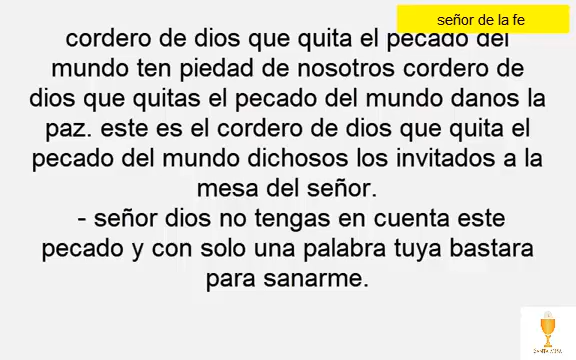 señor de la fe
cordero de dios que quita el pecado del
mundo ten piedad de nosotros cordero de
dios que quitas el pecado del mundo danos la
paz. este es el cordero de dios que quita el
pecado del mundo dichosos los invitados a la
mesa del señor.
- señor dios no tengas en cuenta este
pecado y con solo una palabra tuya bastara
para sanarme.